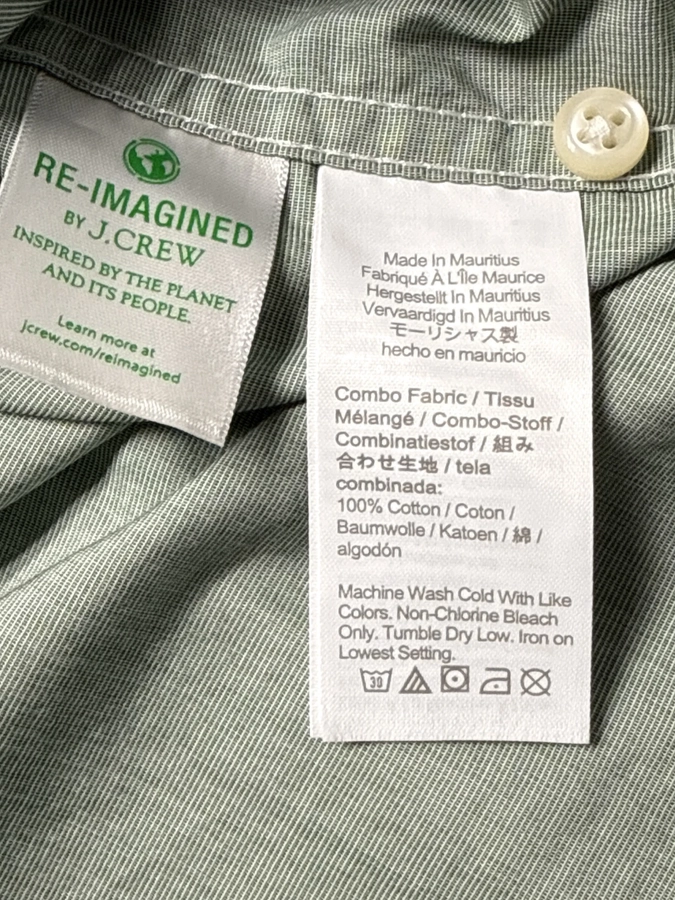 RE-IMAGINED
BY J.CREW
INSPIRED BY THE PLANET
AND ITS PEOPLE.
Learn more at
jcrew.com/reimagined
Made In Mauritius
Fabriqué À L'Île Maurice
Hergestellt In Mauritius
Vervaardigd In Mauritius
モーリシャス製
hecho en mauricio
Combo Fabric / Tissu
Mélangé / Combo-Stoff /
Combinatiestof / 組み
合わせ生地 / tela
combinada:
100% Cotton / Coton /
Baumwolle / Katoen / 綿 /
algodón
Machine Wash Cold With Like
Colors. Non-Chlorine Bleach
Only. Tumble Dry Low. Iron on
Lowest Setting.
30